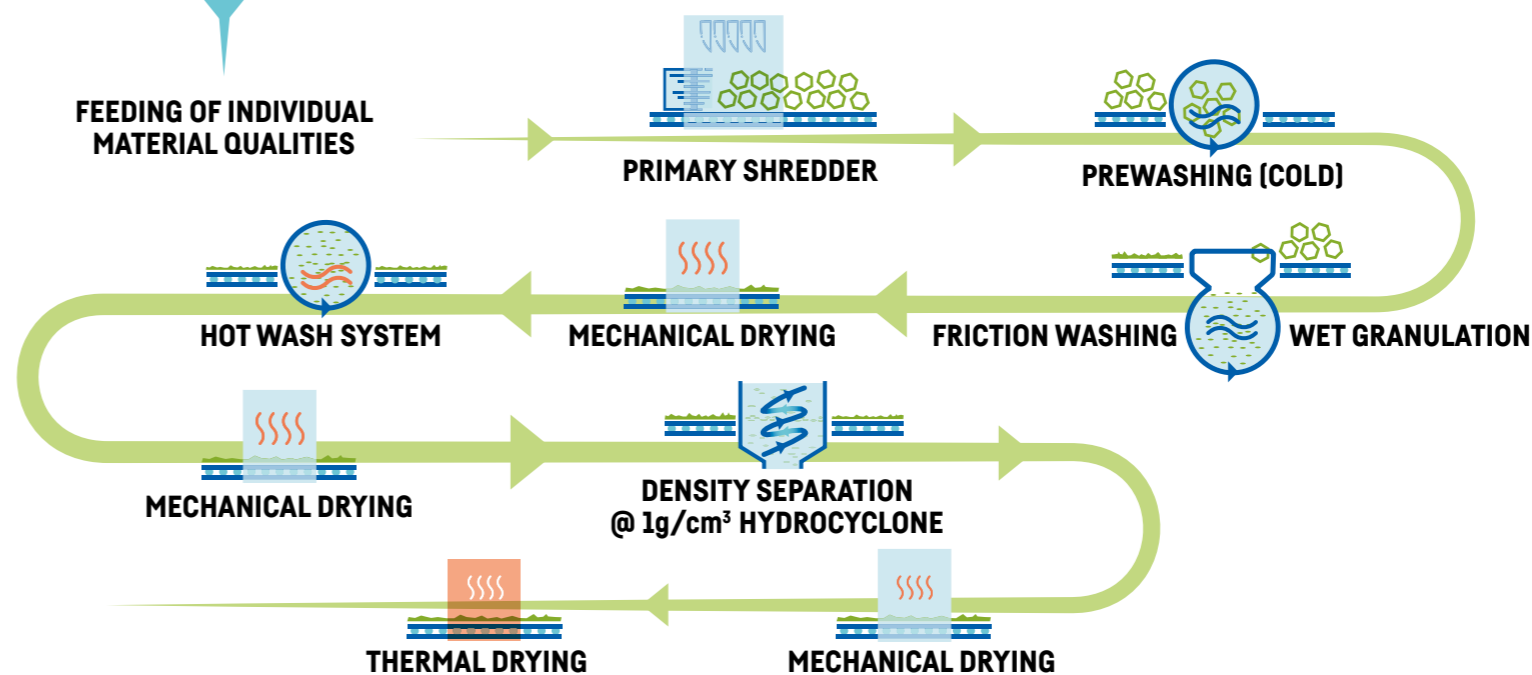 FEEDING OF INDIVIDUAL
MATERIAL QUALITIES
PRIMARY SHREDDER
PREWASHING (COLD)
WET GRANULATION
FRICTION WASHING
MECHANICAL DRYING
HOT WASH SYSTEM
MECHANICAL DRYING
DENSITY SEPARATION
@ 1g/cm³ HYDROCYCLONE
MECHANICAL DRYING
THERMAL DRYING